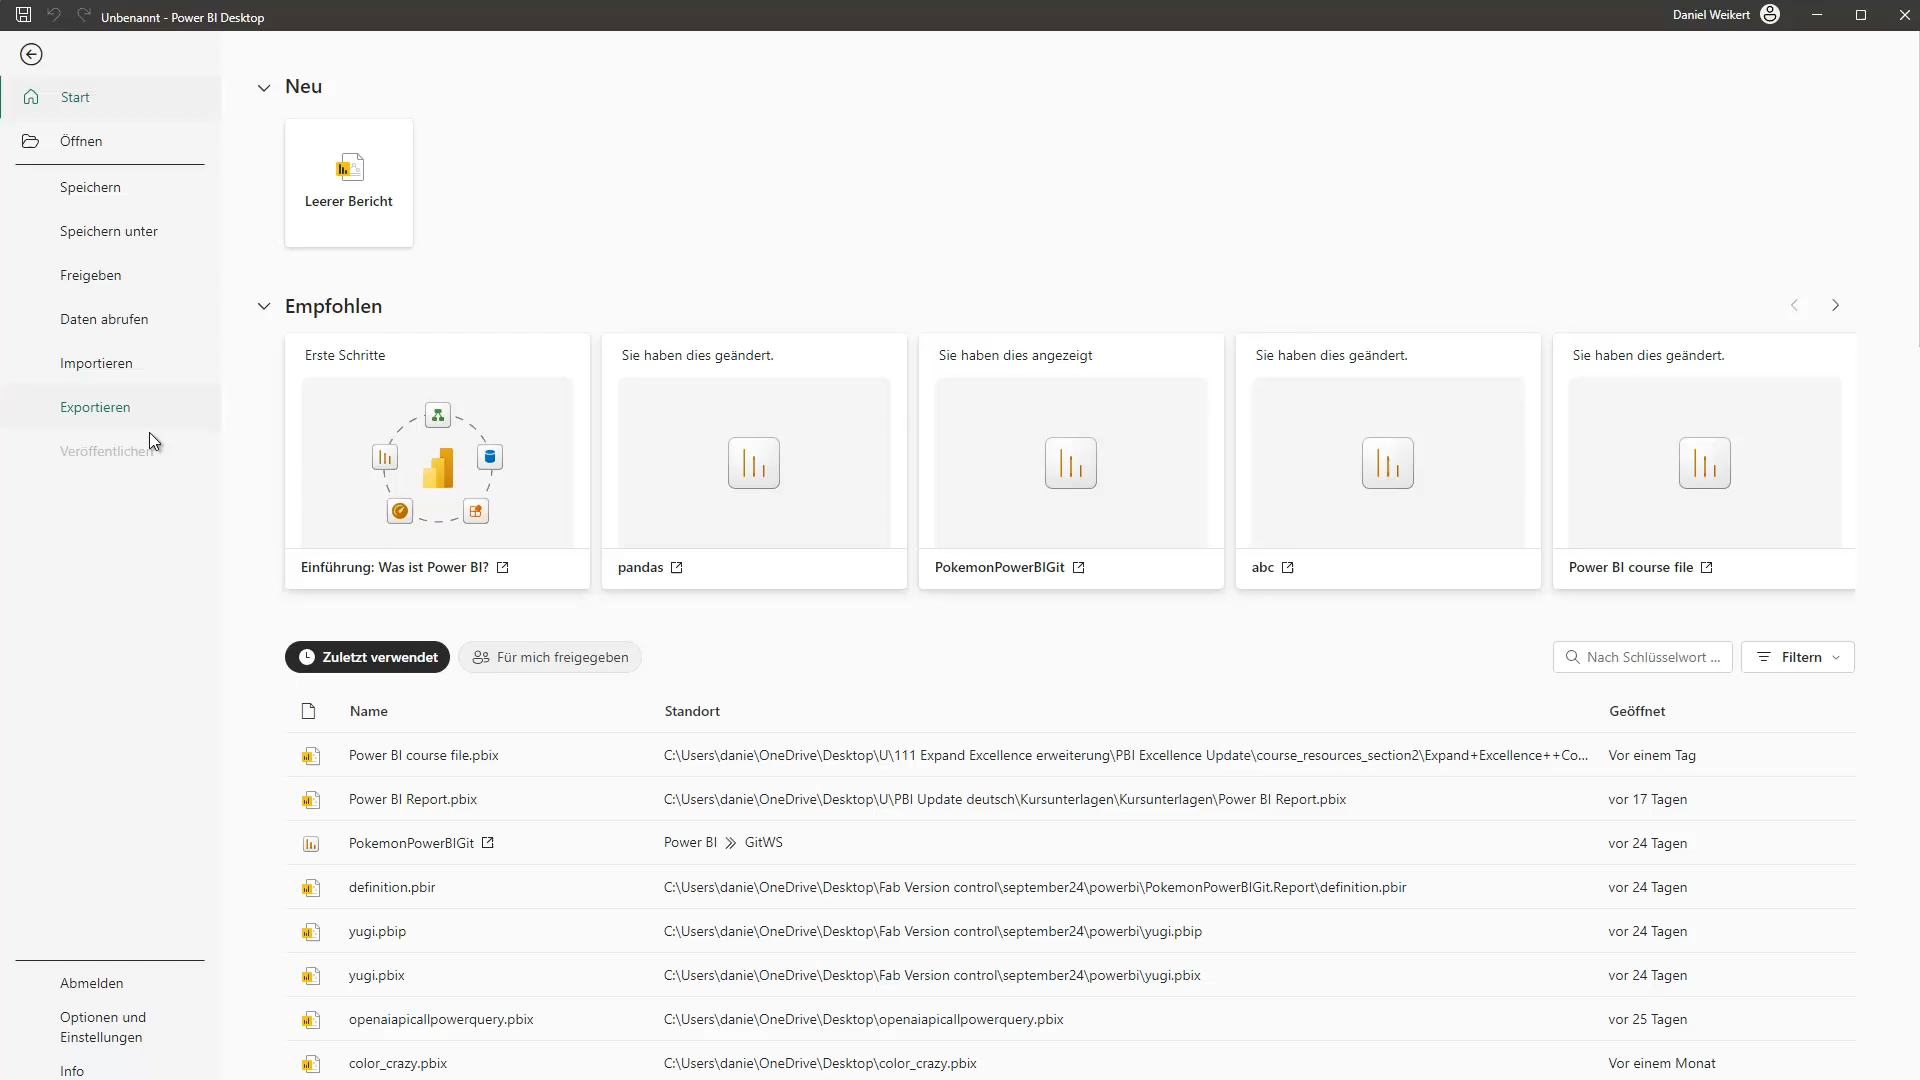 Unbenannt - Power BI Desktop
Daniel Weikert
Start
Öffnen
Speichern
Speichern unter
Freigeben
Daten abrufen
Importieren
Exportieren
Veröffentlichen
Abmelden
Optionen und
Einstellungen
Info
Neu
Leerer Bericht
Empfohlen
Erste Schritte
Einführung: Was ist Power BI?
Sie haben dies geändert.
pandas
Sie haben dies angezeigt
PokemonPowerBIGit
Sie haben dies geändert.
abc
Sie haben dies geändert.
Power BI course file
Zuletzt verwendet
Für mich freigegeben
Nach Schlüsselwort ...
Filtern
Name Standort Geöffnet
Power BI course file.pbix C:\Users\danie\OneDrive\Desktop\U\111 Expand Excellence erweiterung\PBI Excellence Update\course_resources_section2\Expand+Excellence++Co... Vor einem Tag
Power BI Report.pbix C:\Users\danie\OneDrive\Desktop\U\PBI Update deutsch\Kursunterlagen\Kursunterlagen\Power BI Report.pbix vor 17 Tagen
PokemonPowerBIGit Power BI GitWS vor 24 Tagen
definition.pbir C:\Users\danie\OneDrive\Desktop\Fab Version control\september24\powerbi\PokemonPowerBIGit.Report\definition.pbir vor 24 Tagen
yugi.pbip C:\Users\danie\OneDrive\Desktop\Fab Version control\september24\powerbi\yugi.pbip vor 24 Tagen
yugi.pbix C:\Users\danie\OneDrive\Desktop\Fab Version control\september24\powerbi\yugi.pbix vor 24 Tagen
openaiapicallpowerquery.pbix C:\Users\danie\OneDrive\Desktop\openaiapicallpowerquery.pbix vor 25 Tagen
color_crazy.pbix C:\Users\danie\OneDrive\Desktop\color_crazy.pbix Vor einem Monat